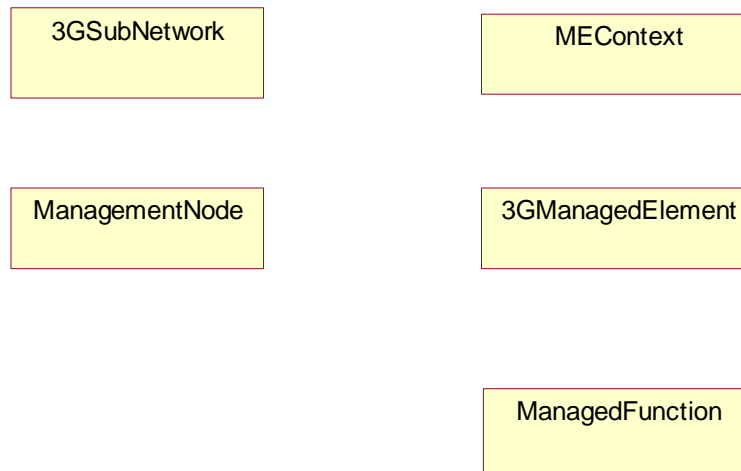 3GSubNetwork
MEContext
ManagementNode
3GManagedElement
ManagedFunction